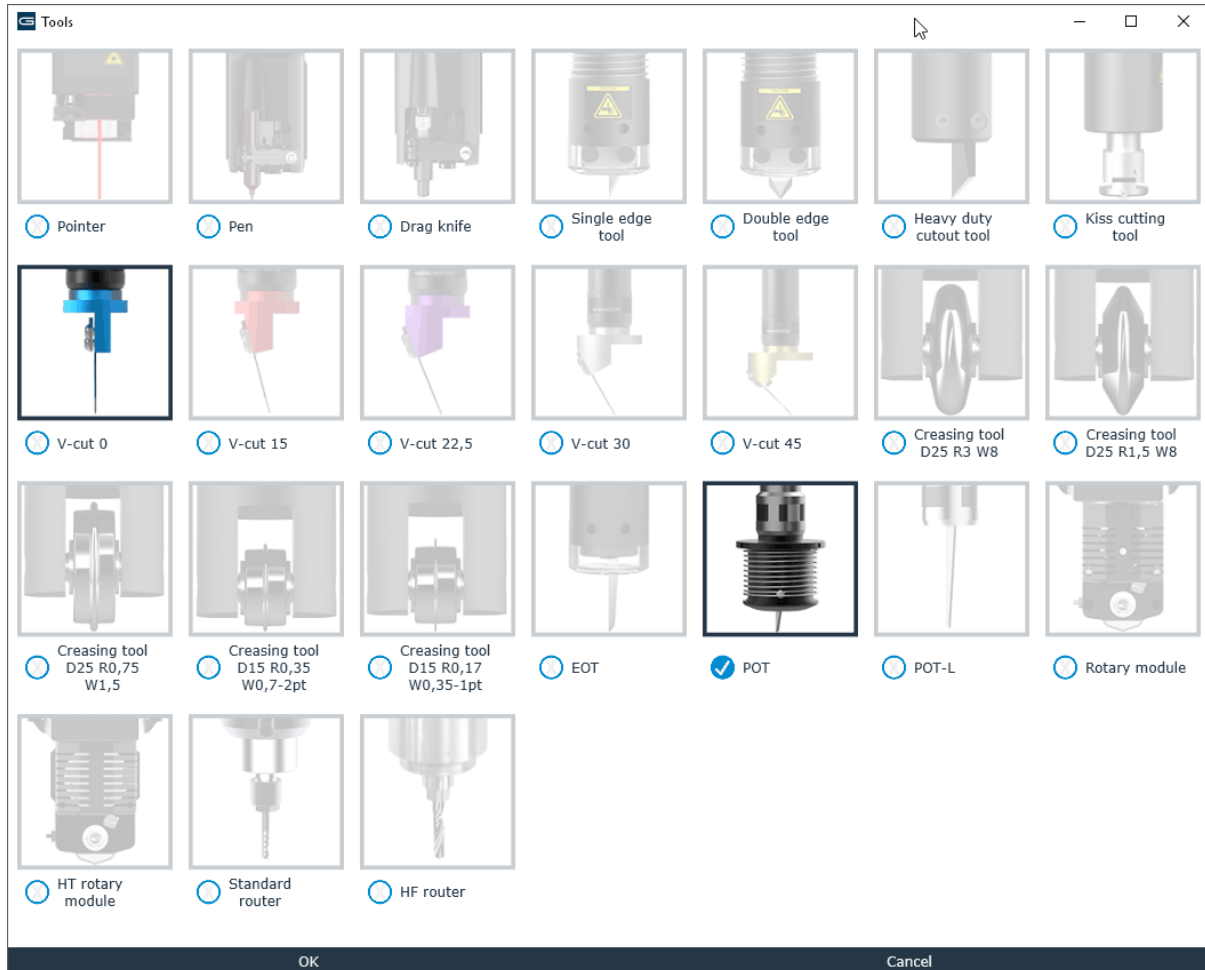 Tools
Pointer
Pen
Drag knife
Single edge
tool
Double edge
tool
Heavy duty
cutout tool
Kiss cutting
tool
V-cut 0
V-cut 15
V-cut 22,5
V-cut 30
V-cut 45
Creasing tool
D25 R3 W8
Creasing tool
D25 R1,5 W8
Creasing tool
D25 R0,75
W1,5
Creasing tool
D15 R0,35
W0,7-2pt
Creasing tool
D15 R0,17
W0,35-1pt
EOT
POT
POT-L
Rotary module
HT rotary
module
Standard
router
HF router
OK
Cancel